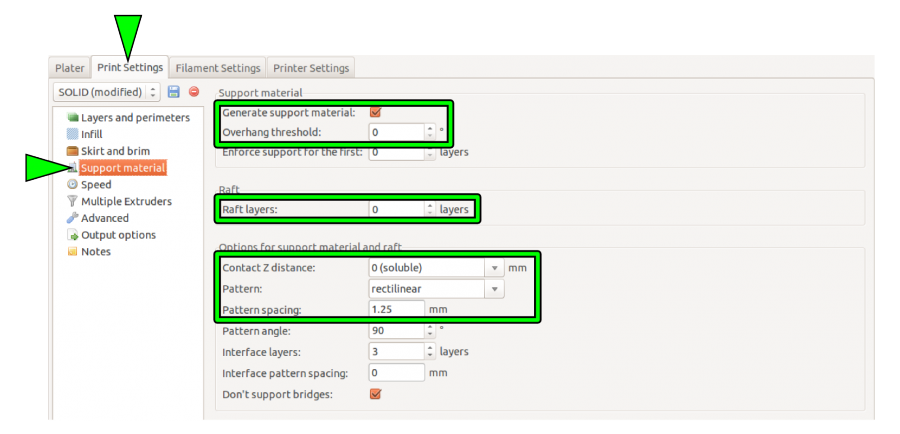 Plater Print Settings Filament Settings Printer Settings
SOLID (modified)
Layers and perimeters
Infill
Skirt and brim
Support material
Speed
Multiple Extruders
Advanced
Output options
Notes
Support material
Generate support material:
Overhang threshold: 0 °
Enforce support for the first: 0 layers
Raft
Raft layers: 0 layers
Options for support material and raft
Contact Z distance: 0 (soluble) mm
Pattern: rectilinear
Pattern spacing: 1.25 mm
Pattern angle: 90 °
Interface layers: 3 layers
Interface pattern spacing: 0 mm
Don't support bridges: